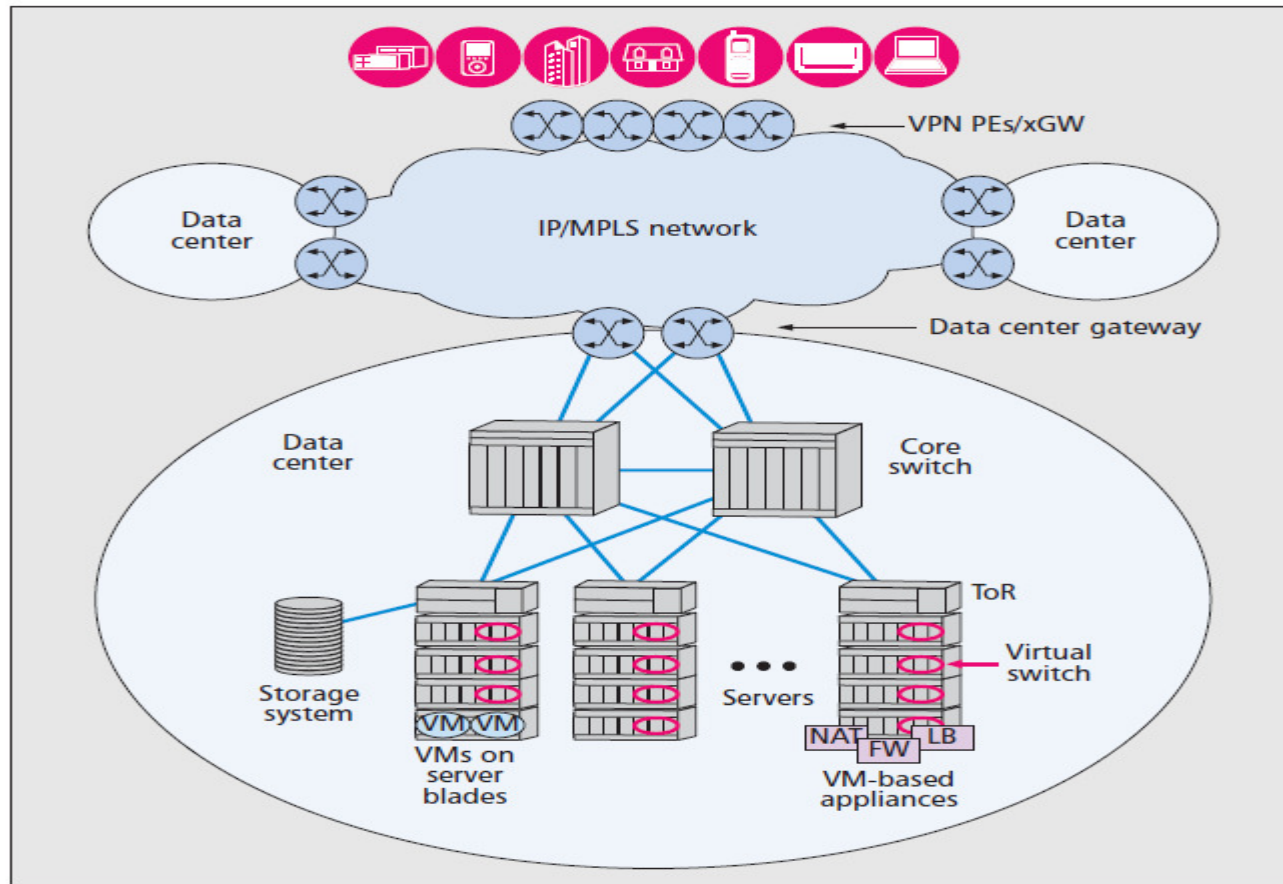 VPN PEs/xGW
Data
center
IP/MPLS network
Data
center
Data center gateway
Data
center
Core
switch
ToR
Virtual
switch
Storage
system
Servers
VM VM
NAT FW LB
VMs on
server
blades
VM-based
appliances